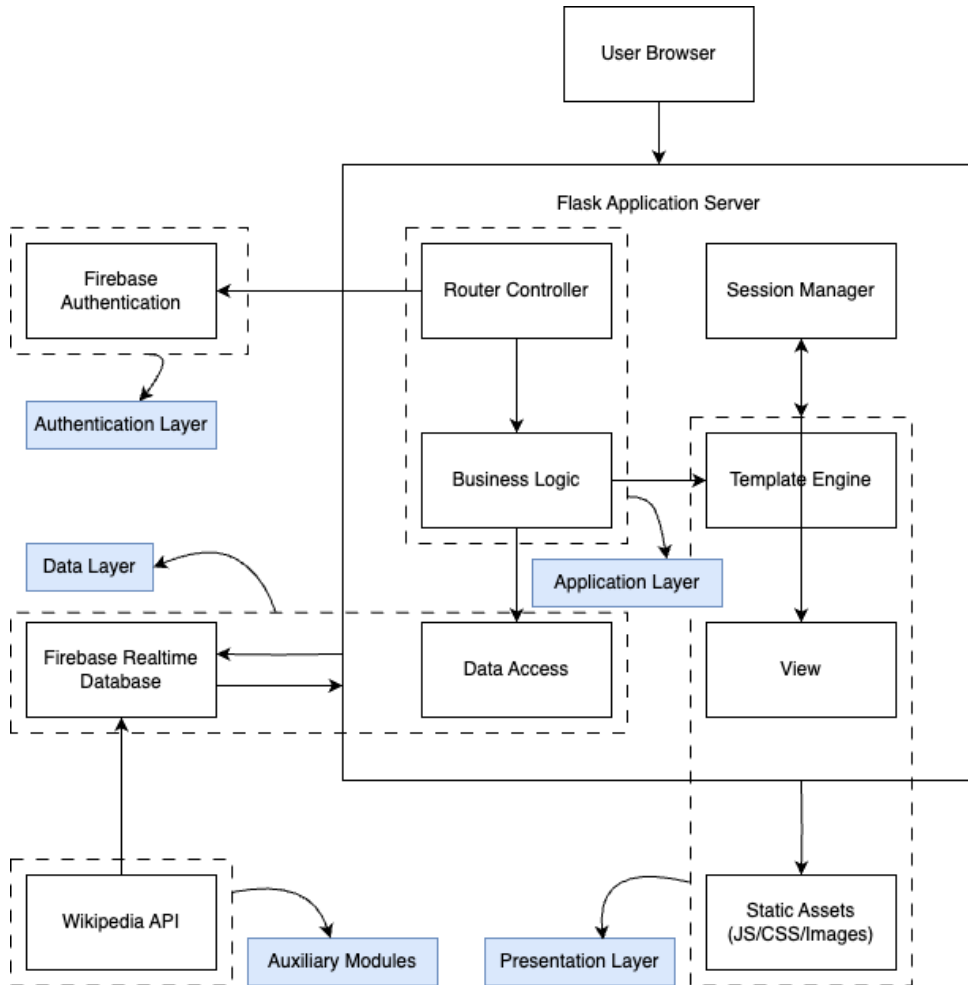 User Browser
Flask Application Server
Firebase
Authentication
Router Controller
Session Manager
Authentication Layer
Business Logic
Template Engine
Data Layer
Application Layer
Firebase Realtime
Database
Data Access
View
Wikipedia API
Static Assets
(JS/CSS/Images)
Auxiliary Modules
Presentation Layer